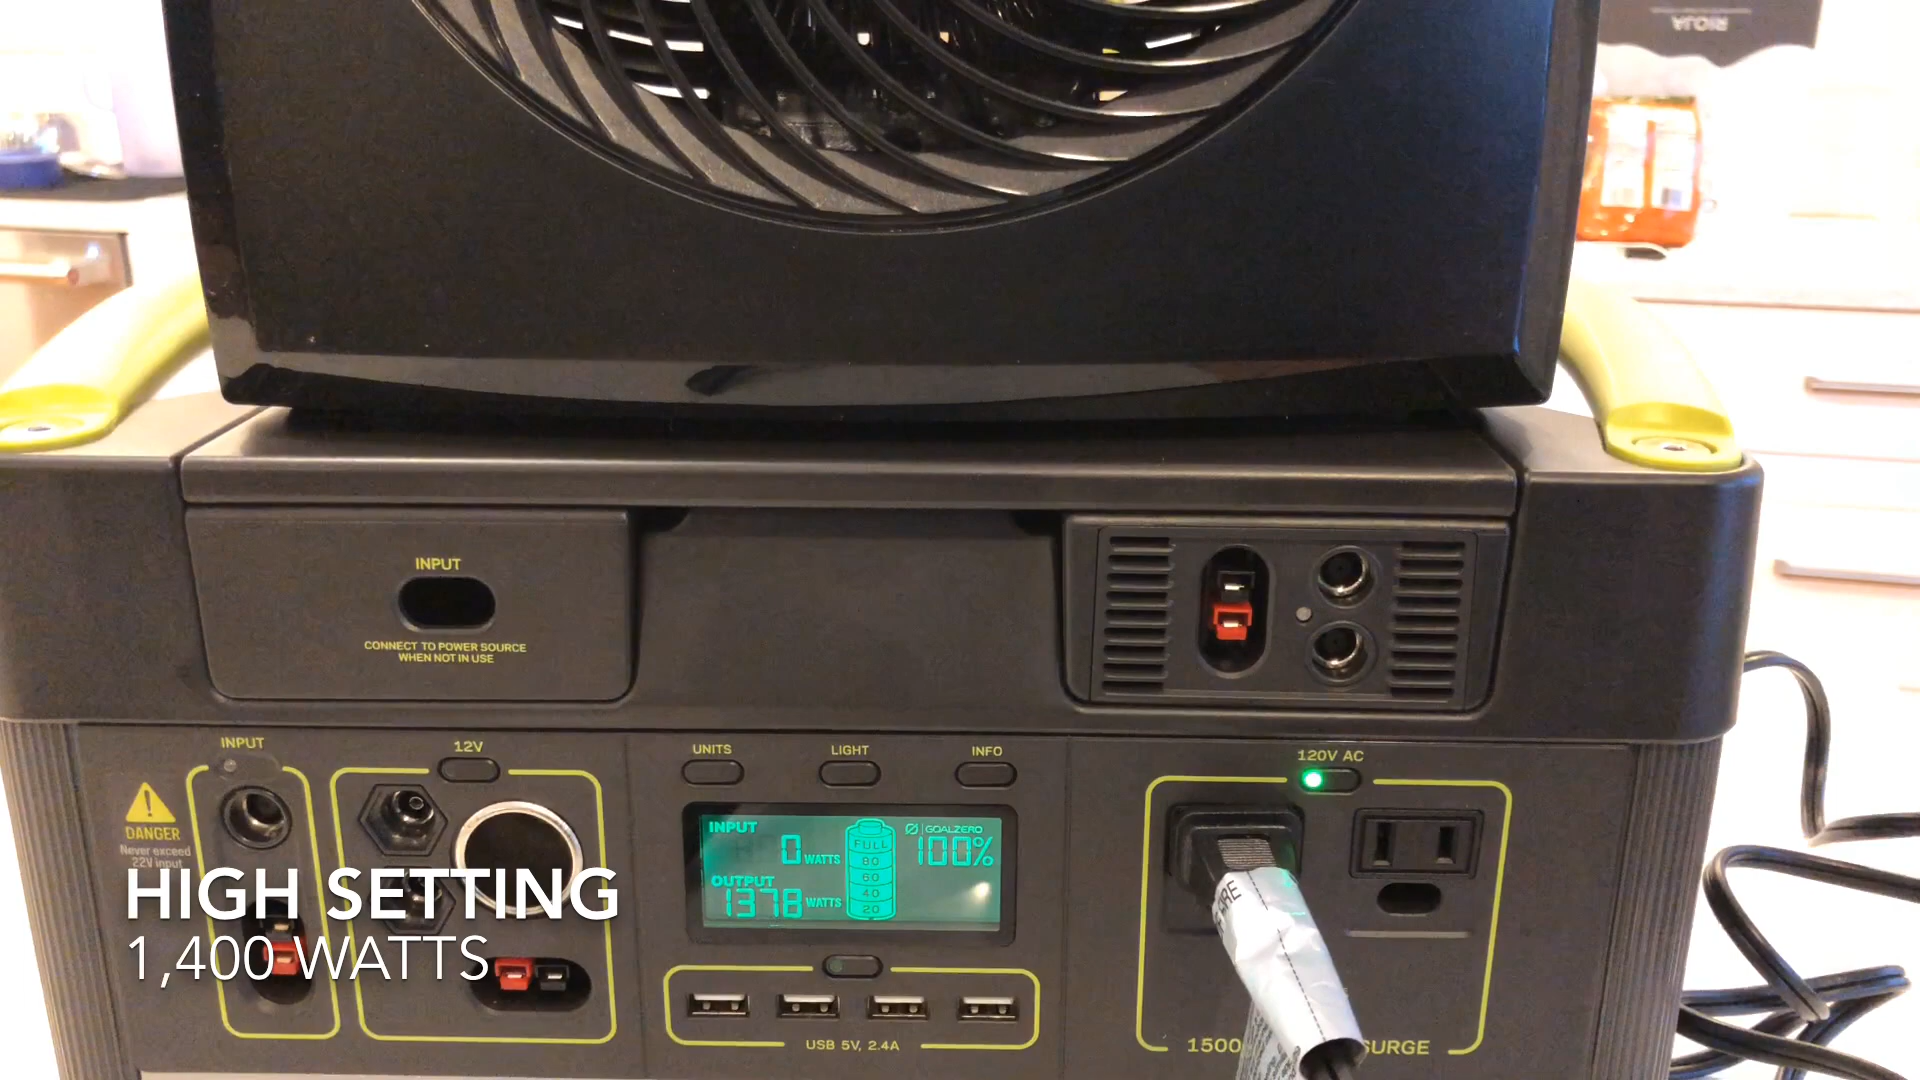 RIOJA
INPUT
CONNECT TO POWER SOURCE
WHEN NOT IN USE
INPUT
12V
UNITS
LIGHT
INFO
120V AC
DANGER
Never exceed
22V input
INPUT
0 WATTS
OUTPUT
1378 WATTS
FULL
80
60
40
20
GOALZERO
100%
HIGH SETTING
1,400 WATTS
USB 5V, 2.4A
1500
SURGE